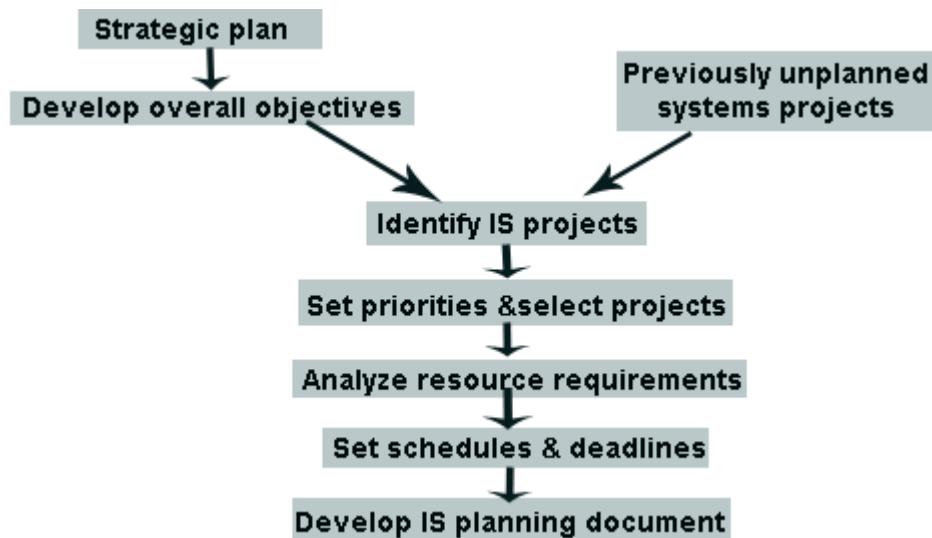 Strategic plan
Develop overall objectives
Previously unplanned
systems projects
Identify IS projects
Set priorities &select projects
Analyze resource requirements
Set schedules & deadlines
Develop IS planning document